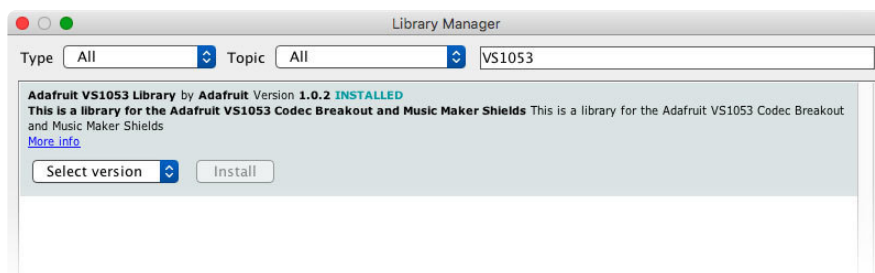 Library Manager
Type All Topic All VS1053
Adafruit VS1053 Library by Adafruit Version 1.0.2 INSTALLED
This is a library for the Adafruit VS1053 Codec Breakout and Music Maker Shields This is a library for the Adafruit VS1053 Codec Breakout
and Music Maker Shields
More info
Select version Install